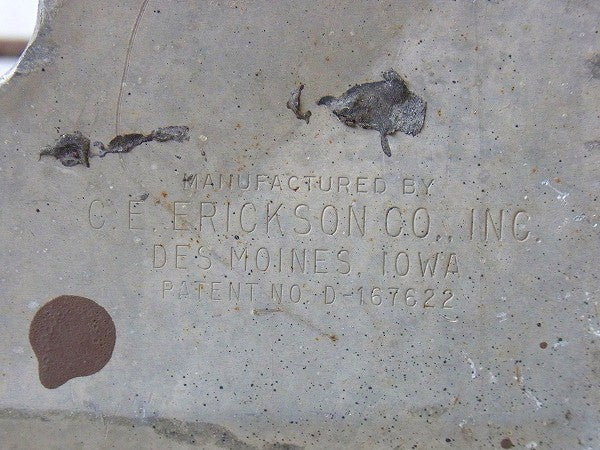 MANUFACTURED BY
C. E. ERICKSON CO., INC.
DES MOINES, IOWA
PATENT NO. D-167622